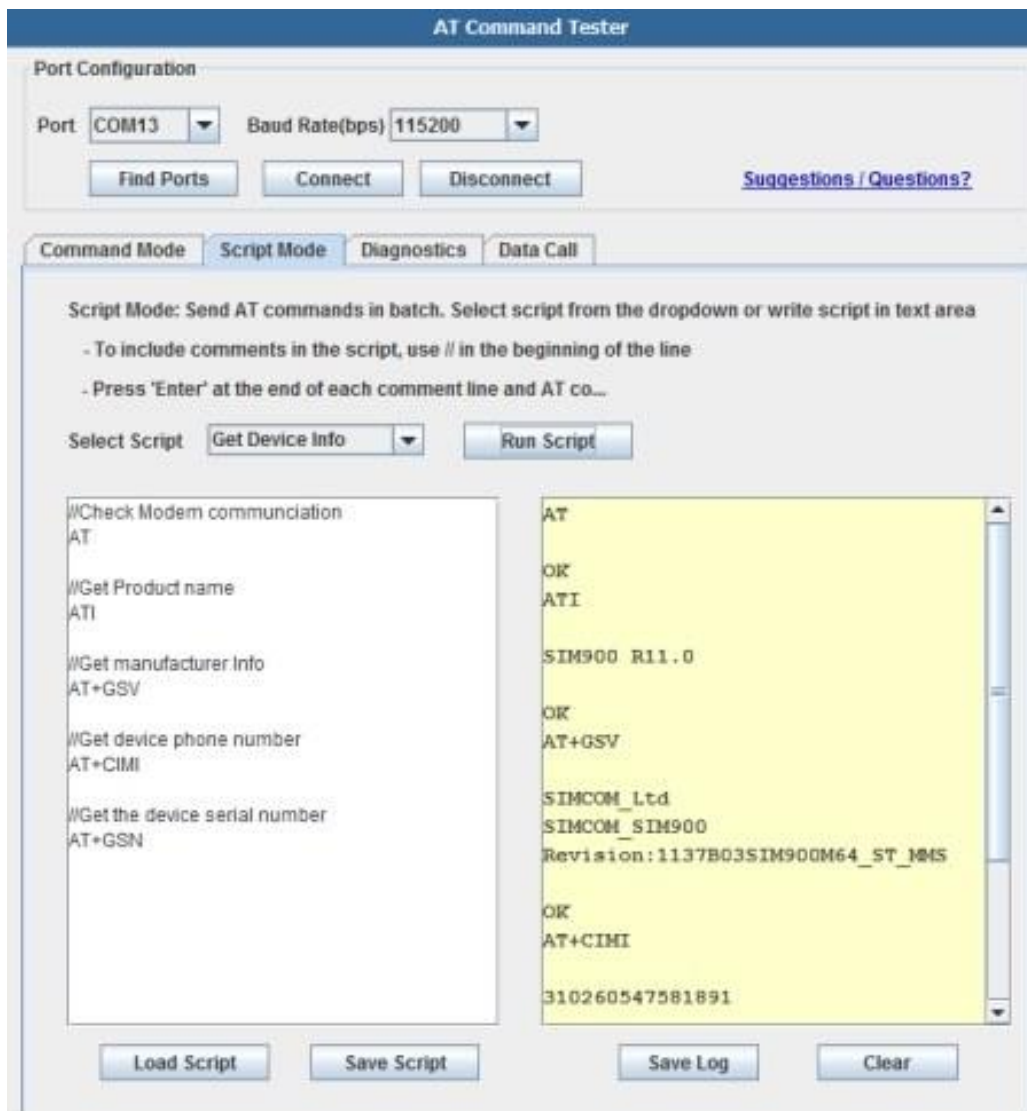 AT Command Tester
Port Configuration
Port COM13 Baud Rate(bps) 115200
Find Ports Connect Disconnect Suggestions / Questions?
Command Mode Script Mode Diagnostics Data Call
Script Mode: Send AT commands in batch. Select script from the dropdown or write script in text area
- To include comments in the script, use // in the beginning of the line
- Press 'Enter' at the end of each comment line and AT co...
Select Script Get Device Info Run Script
//Check Modem communciation
AT
//Get Product name
ATI
//Get manufacturer Info
AT+GSV
//Get device phone number
AT+CIMI
//Get the device serial number
AT+GSN
AT
OK
ATI
SIM900 R11.0
OK
AT+GSV
SIMCOM_Ltd
SIMCOM_SIM900
Revision:1137B03SIM900M64_ST_MMS
OK
AT+CIMI
310260547581891
Load Script Save Script Save Log Clear